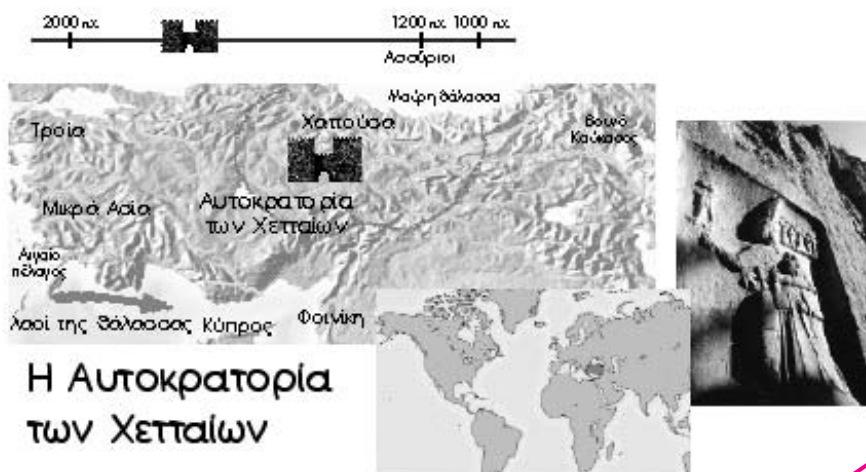 2000 π.χ.
1200 π.χ.
1000 π.χ.
Ασσύριοι
Μαύρη θάλασσα
Τροία
Χαττούσα
Βουνό
Καύκασος
Μικρά Ασία
Αυτοκρατορία
των Χετταίων
Αιγαίο
πέλαγος
λαοί της θάλασσας
Κύπρος
Φοινίκη
Η Αυτοκρατορία
των Χετταίων